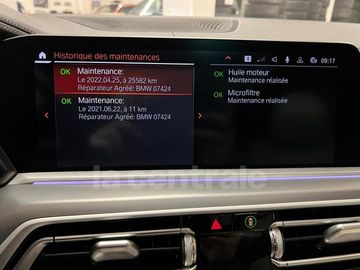 Historique des maintenances
09:17
OK Maintenance:
Le 2022.04.25, à 25582 km
Réparateur Agréé: BMW 07424
OK Maintenance:
Le 2021.06.22, à 11 km
Réparateur Agréé: BMW 07424
OK Huile moteur
Maintenance réalisée
OK Microfiltre
Maintenance réalisée
la centrale